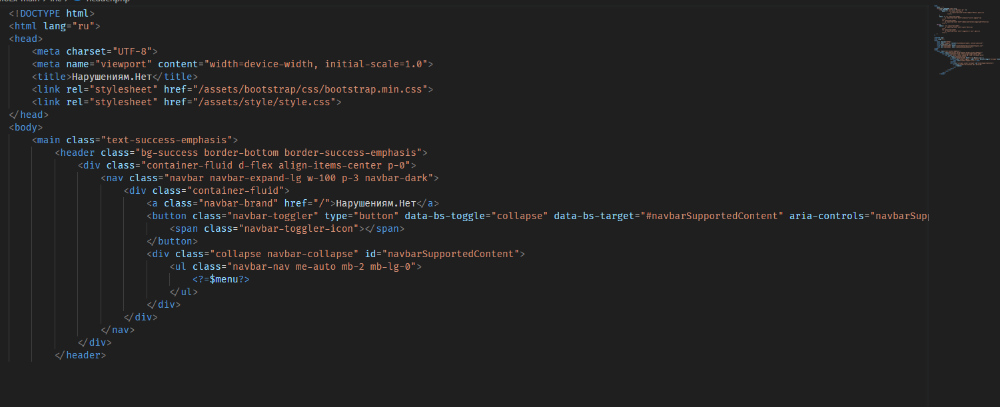 <!DOCTYPE html>
<html lang="ru">
<head>
<meta charset="UTF-8">
<meta name="viewport" content="width=device-width, initial-scale=1.0">
<title>Нарушениям.Нет</title>
<link rel="stylesheet" href="/assets/bootstrap/css/bootstrap.min.css">
<link rel="stylesheet" href="/assets/style/style.css">
</head>
<body>
<main class="text-success-emphasis">
<header class="bg-success border-bottom border-success-emphasis">
<div class="container-fluid d-flex align-items-center p-0">
<nav class="navbar navbar-expand-lg w-100 p-3 navbar-dark">
<div class="container-fluid">
<a class="navbar-brand" href="/">Нарушениям.Нет</a>
<button class="navbar-toggler" type="button" data-bs-toggle="collapse" data-bs-target="#navbarSupportedContent" aria-controls="navbarSupp
<span class="navbar-toggler-icon"></span>
</button>
<div class="collapse navbar-collapse" id="navbarSupportedContent">
<ul class="navbar-nav me-auto mb-2 mb-lg-0">
<?=$menu?>
</ul>
</div>
</div>
</nav>
</div>
</header>